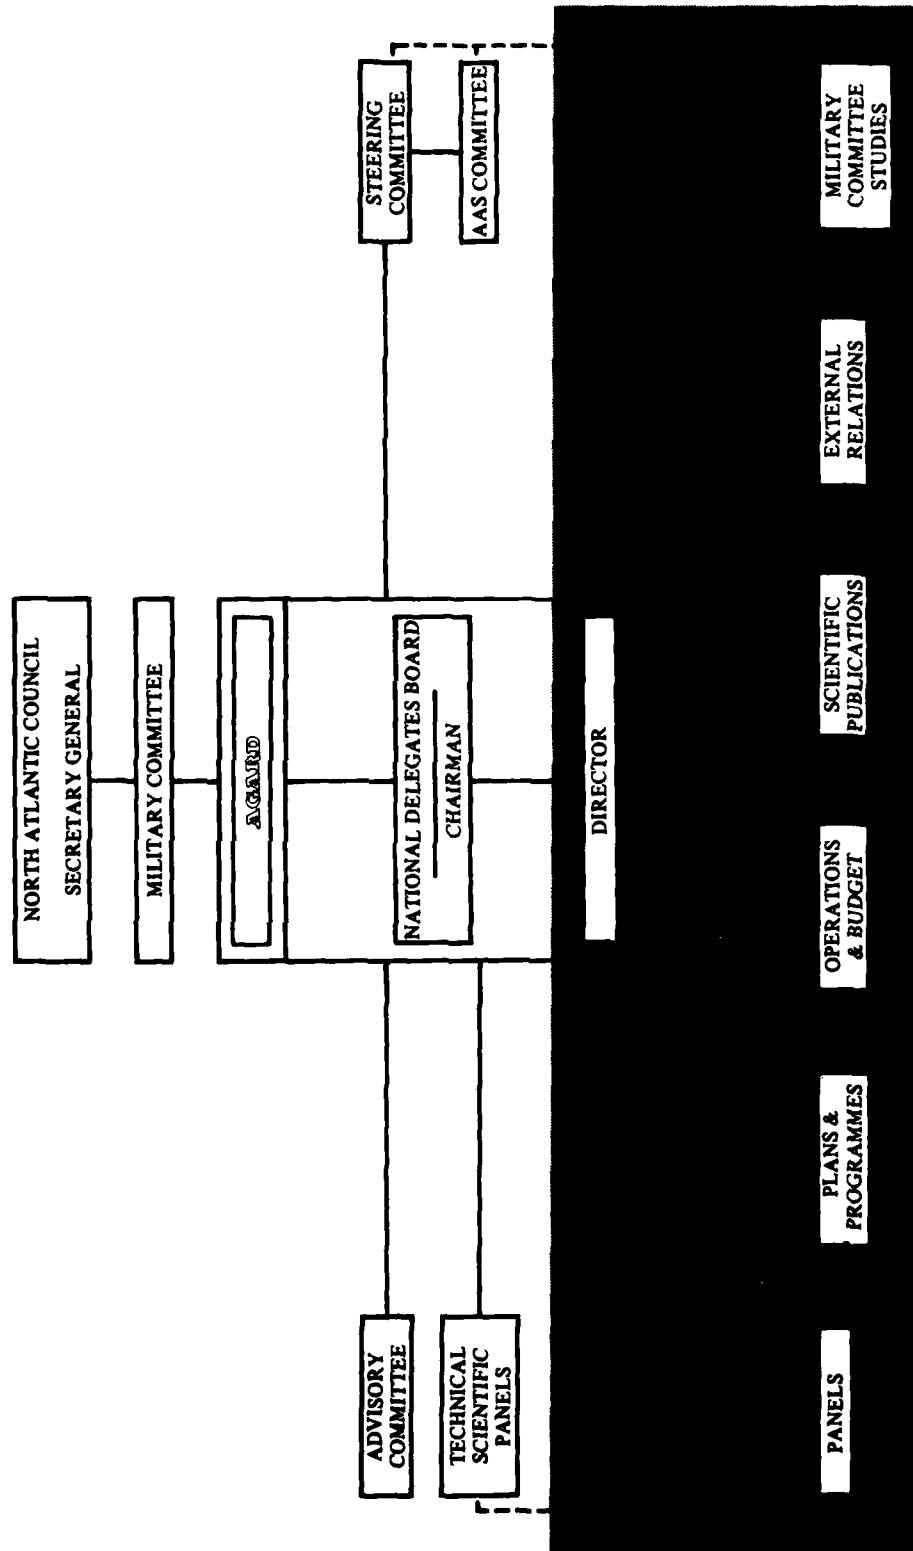 NORTH ATLANTIC COUNCIL
SECRETARY GENERAL
MILITARY COMMITTEE
AGARD
ADVISORY
COMMITTEE
NATIONAL DELEGATES BOARD
CHAIRMAN
STEERING
COMMITTEE
TECHNICAL
SCIENTIFIC
PANELS
AAS COMMITTEE
DIRECTOR
PANELS
PLANS &
PROGRAMMES
OPERATIONS
& BUDGET
SCIENTIFIC
PUBLICATIONS
EXTERNAL
RELATIONS
MILITARY
COMMITTEE
STUDIES